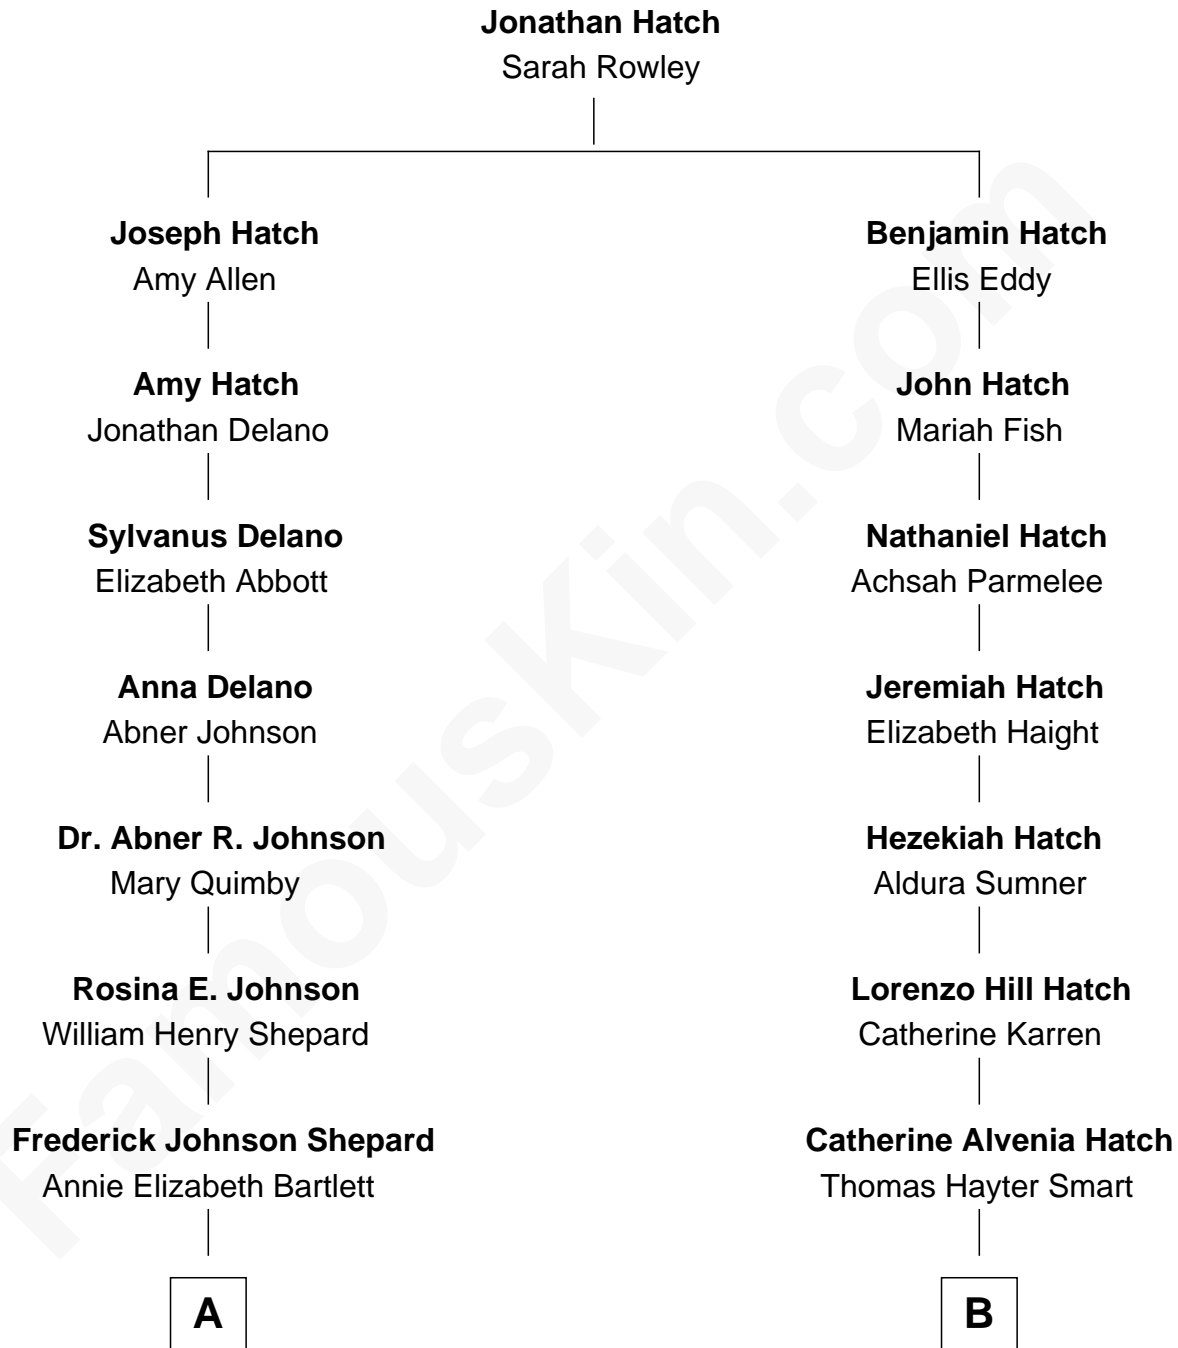 Jonathan Hatch
Sarah Rowley
Joseph Hatch
Amy Allen
Benjamin Hatch
Ellis Eddy
Amy Hatch
Jonathan Delano
John Hatch
Mariah Fish
Sylvanus Delano
Elizabeth Abbott
Nathaniel Hatch
Achsah Parmelee
Anna Delano
Abner Johnson
Jeremiah Hatch
Elizabeth Haight
Dr. Abner R. Johnson
Mary Quimby
Hezekiah Hatch
Aldura Sumner
Rosina E. Johnson
William Henry Shepard
Lorenzo Hill Hatch
Catherine Karren
Frederick Johnson Shepard
Annie Elizabeth Bartlett
Catherine Alvenia Hatch
Thomas Hayter Smart
A
B
FamousKin.com